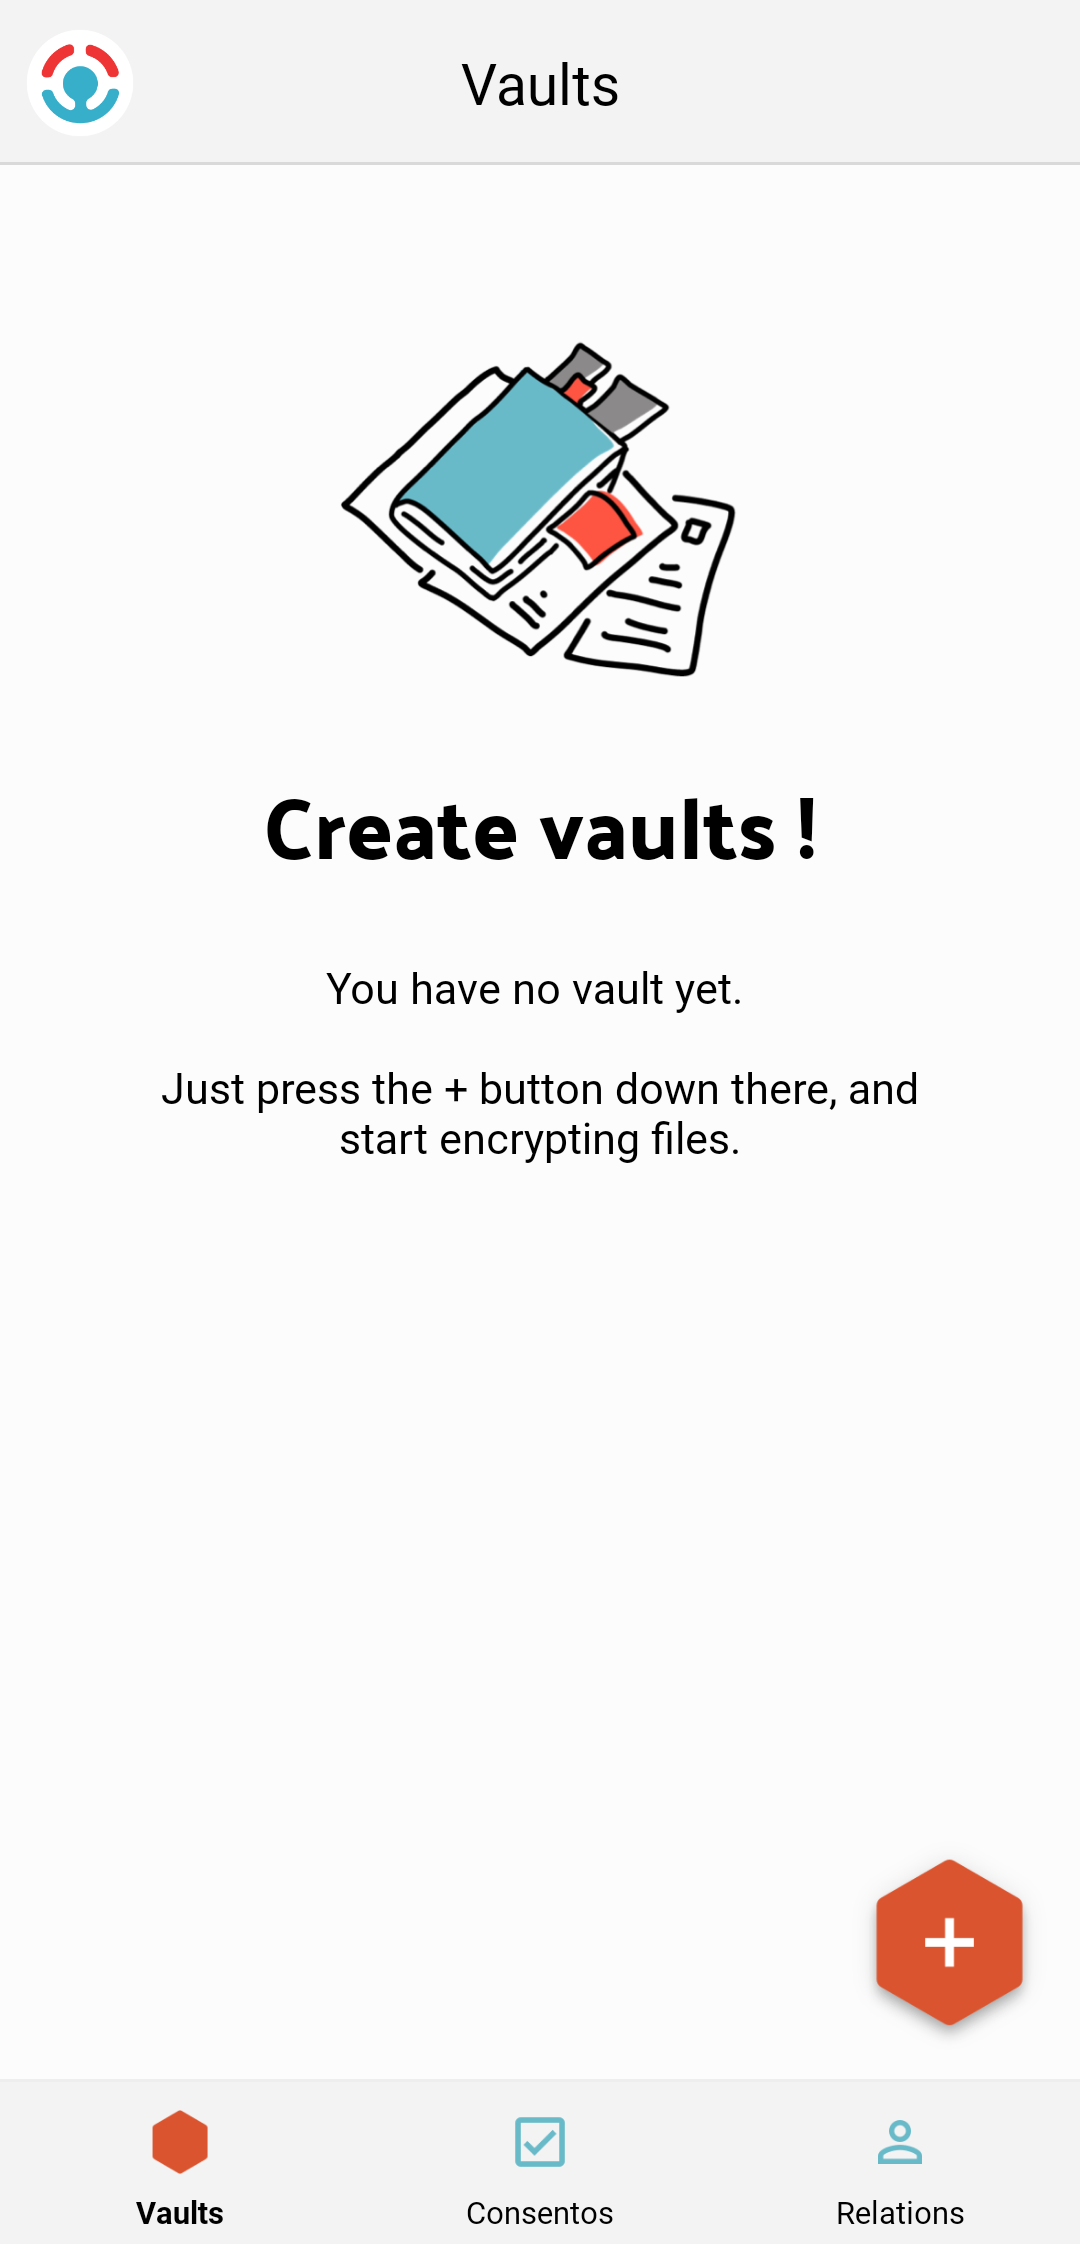 Vaults
Create vaults !
You have no vault yet.
Just press the + button down there, and
start encrypting files.
Vaults
Consentos
Relations